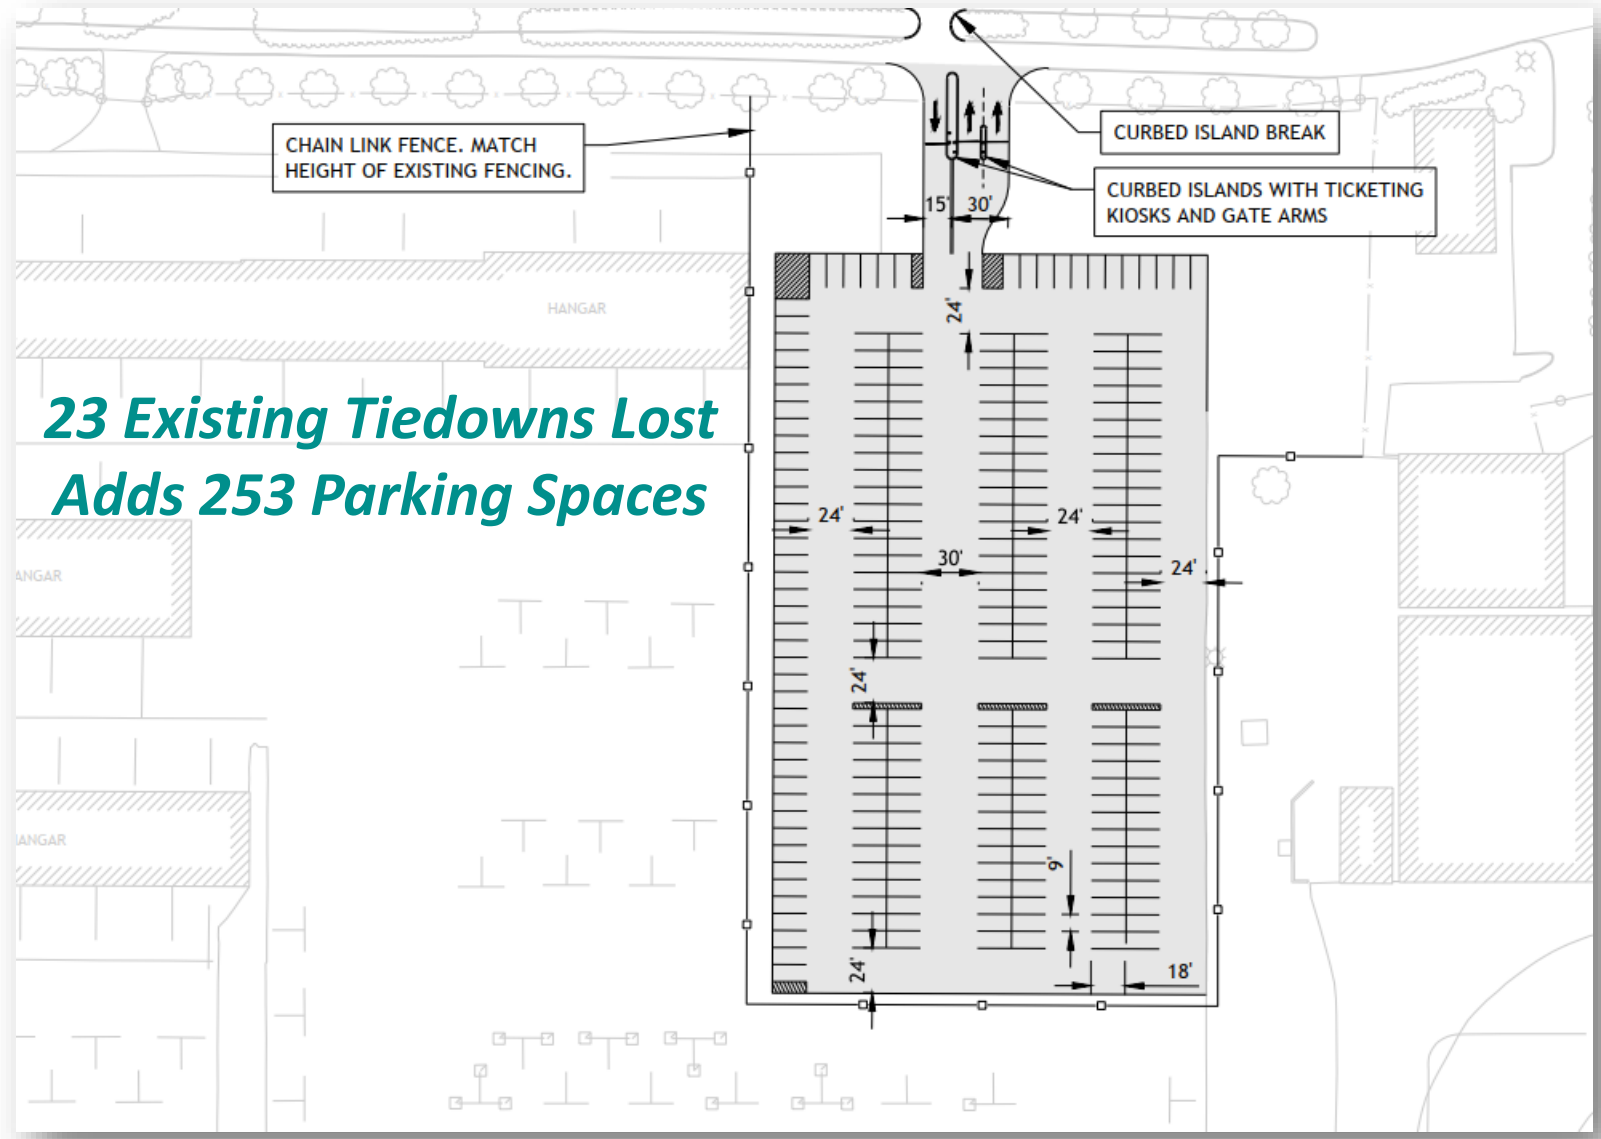 CURBED ISLAND BREAK
CHAIN LINK FENCE. MATCH
HEIGHT OF EXISTING FENCING.
CURBED ISLANDS WITH TICKETING
KIOSKS AND GATE ARMS
15' 30'
24'
HANGAR
23 Existing Tiedowns Lost
Adds 253 Parking Spaces
24' 24'
30'
24'
ANGAR
24'
ANGAR
9'
24'
18'